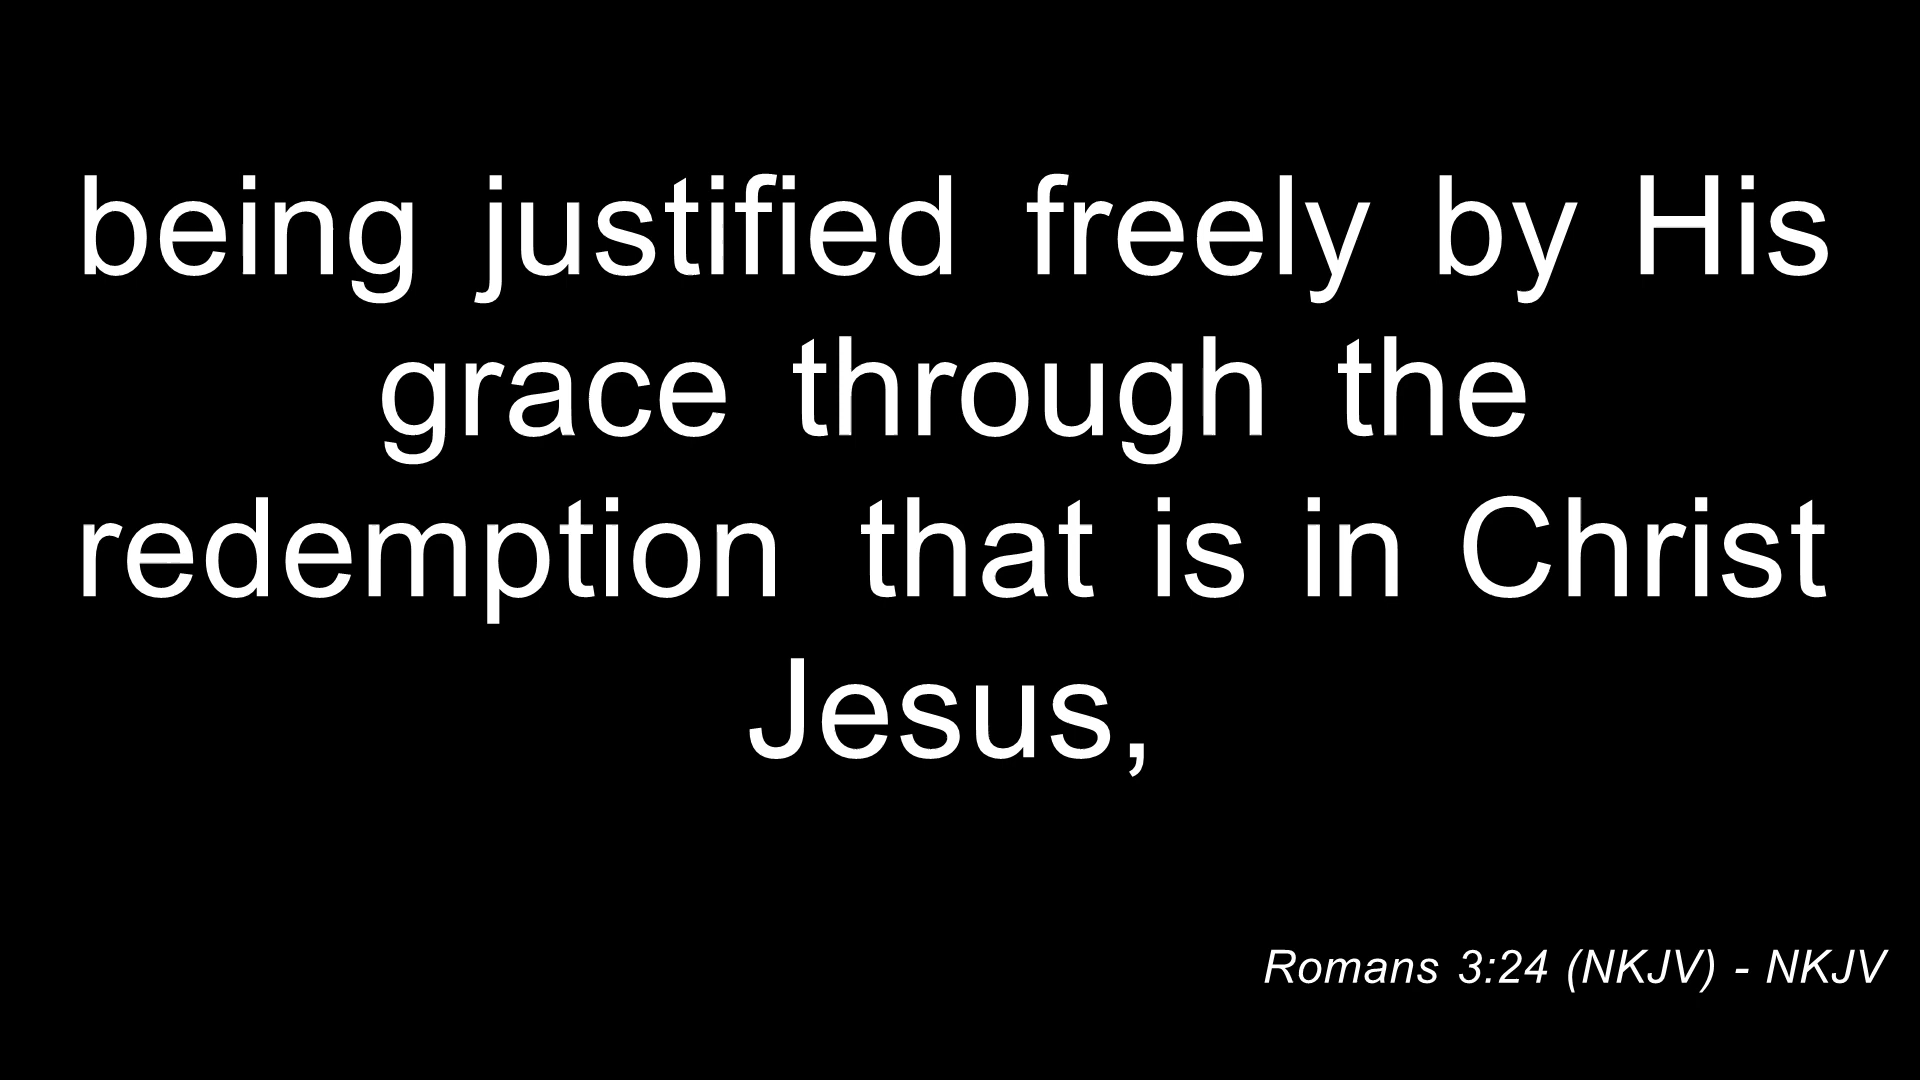 being justified freely by His
grace through the
redemption that is in Christ
Jesus,
Romans 3:24 (NKJV) - NKJV